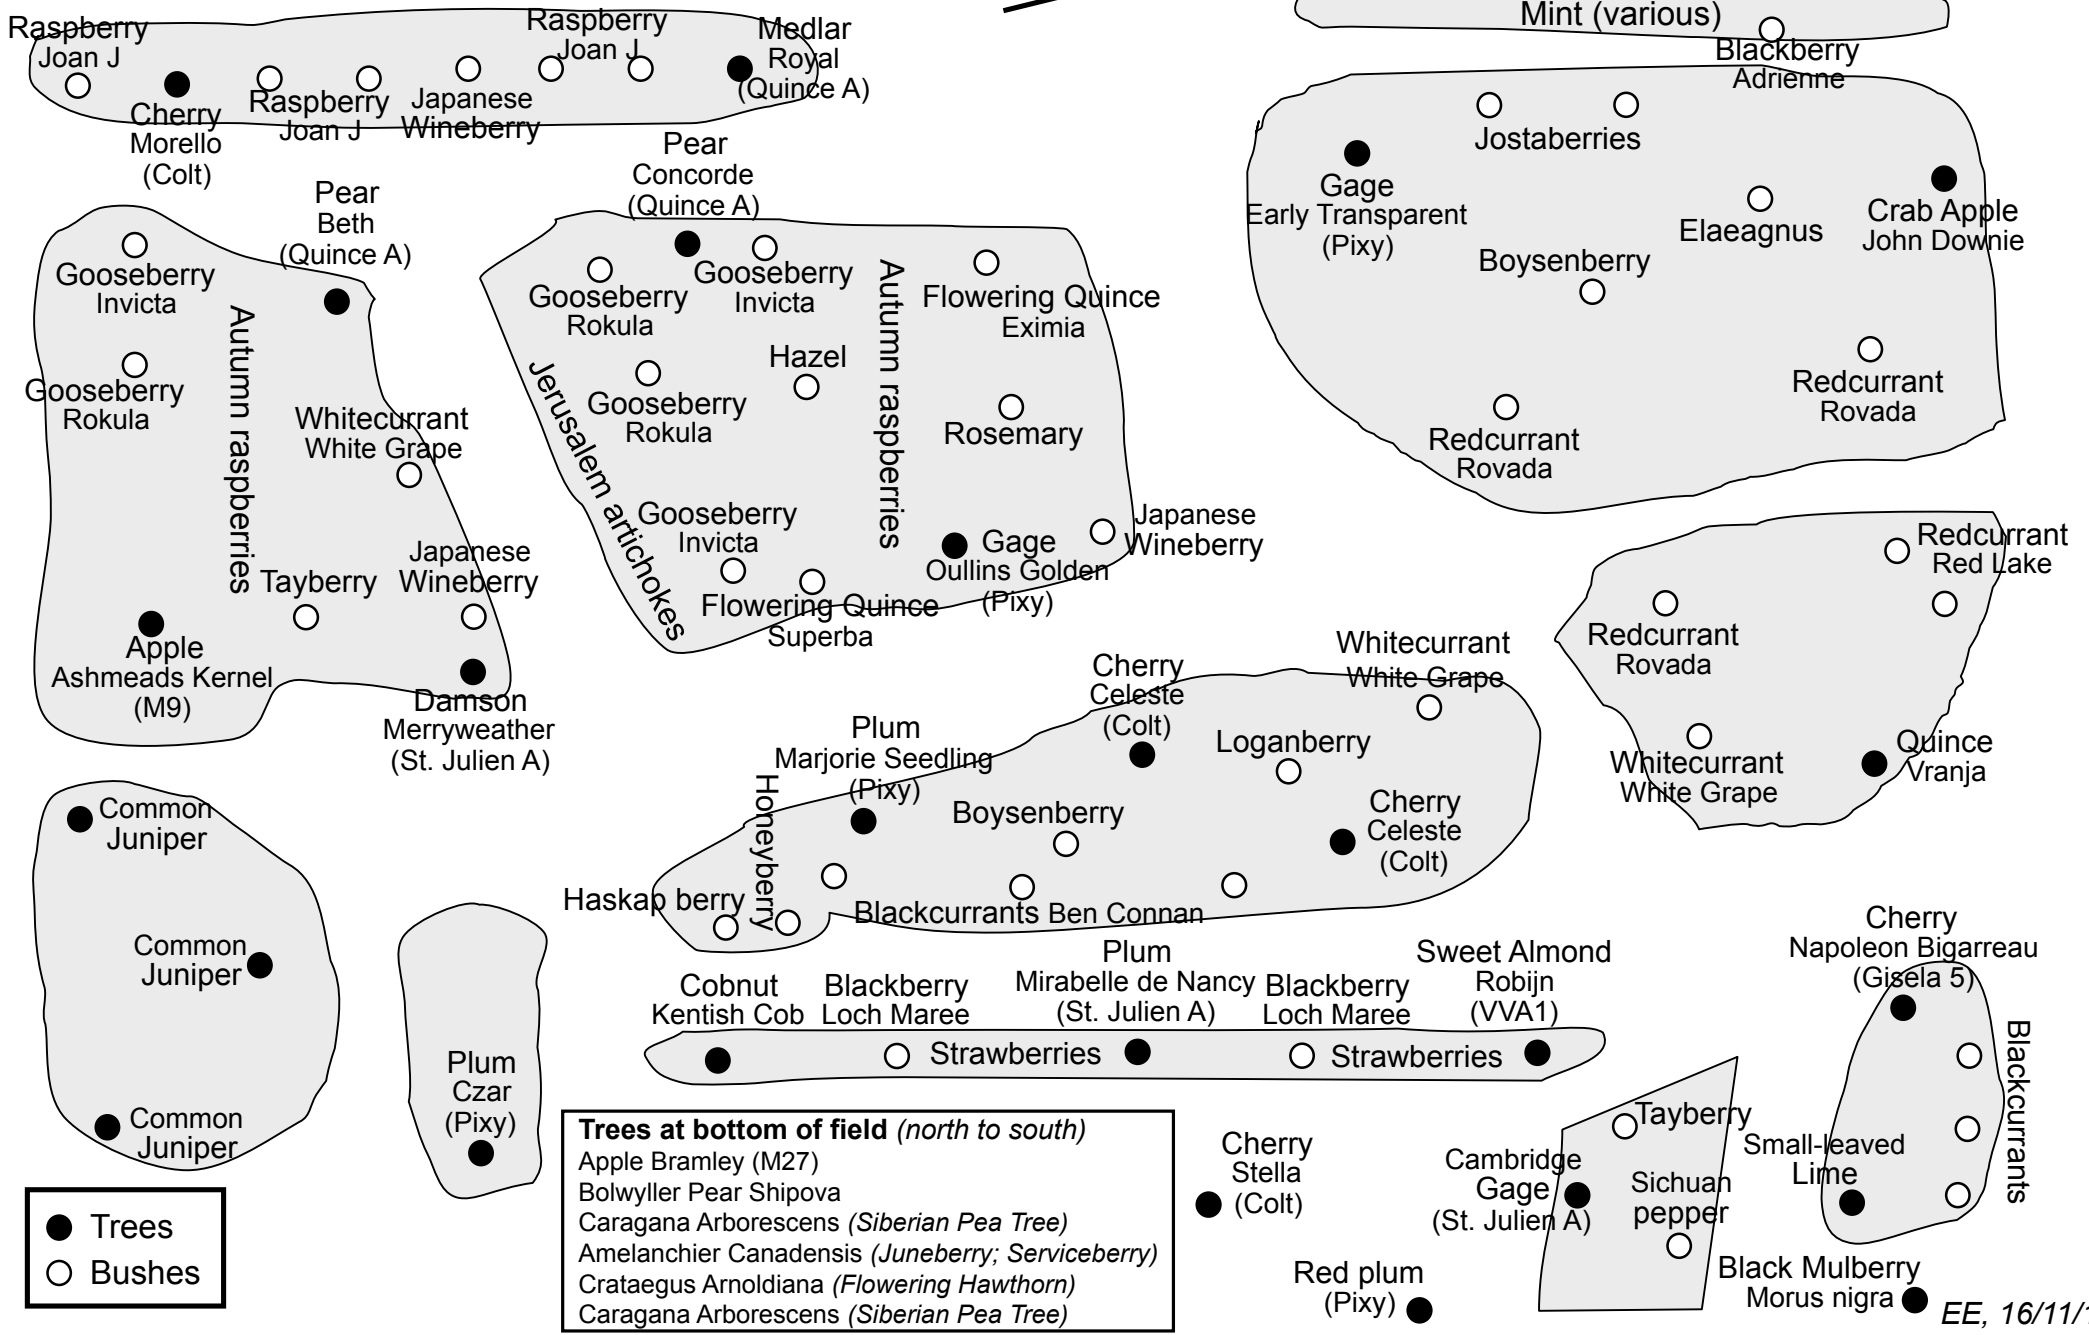 Raspberry
Joan J
Cherry
Morello
(Colt)
Raspberry
Joan J
Japanese
Wineberry
Raspberry
Joan J
Medlar
Royal
(Quince A)
Mint (various)
Blackberry
Adrienne
Jostaberries
Gage
Early Transparent
(Pixy)
Elaeagnus
Crab Apple
John Downie
Boysenberry
Redcurrant
Rovada
Redcurrant
Rovada
Pear
Beth
(Quince A)
Gooseberry
Invicta
Gooseberry
Rokula
Autumn raspberries
Whitecurrant
White Grape
Tayberry
Japanese
Wineberry
Apple
Ashmeads Kernel
(M9)
Damson
Merryweather
(St. Julien A)
Pear
Concorde
(Quince A)
Gooseberry
Rokula
Gooseberry
Invicta
Autumn raspberries
Flowering Quince
Eximia
Hazel
Gooseberry
Rokula
Jerusalem artichokes
Rosemary
Gooseberry
Invicta
Flowering Quince
Superba
Gage
Oullins Golden
(Pixy)
Japanese
Wineberry
Redcurrant
Red Lake
Redcurrant
Rovada
Whitecurrant
White Grape
Quince
Vranja
Whitecurrant
White Grape
Cherry
Celeste
(Colt)
Loganberry
Plum
Marjorie Seedling
(Pixy)
Honeyberry
Boysenberry
Cherry
Celeste
(Colt)
Haskap berry
Blackcurrants Ben Connan
Common
Juniper
Common
Juniper
Common
Juniper
Plum
Czar
(Pixy)
Cobnut
Kentish Cob
Blackberry
Loch Maree
Plum
Mirabelle de Nancy
(St. Julien A)
Blackberry
Loch Maree
Sweet Almond
Robijn
(VVA1)
Strawberries
Strawberries
Cherry
Napoleon Bigarreau
(Gisela 5)
Blackcurrants
Small-leaved
Lime
Tayberry
Cambridge
Gage
(St. Julien A)
Sichuan
pepper
Cherry
Stella
(Colt)
Red plum
(Pixy)
Black Mulberry
Morus nigra
Trees at bottom of field (north to south)
Apple Bramley (M27)
Bolwyller Pear Shipova
Caragana Arborescens (Siberian Pea Tree)
Amelanchier Canadensis (Juneberry; Serviceberry)
Crataegus Arnoldiana (Flowering Hawthorn)
Caragana Arborescens (Siberian Pea Tree)
Trees
Bushes
EE, 16/11/